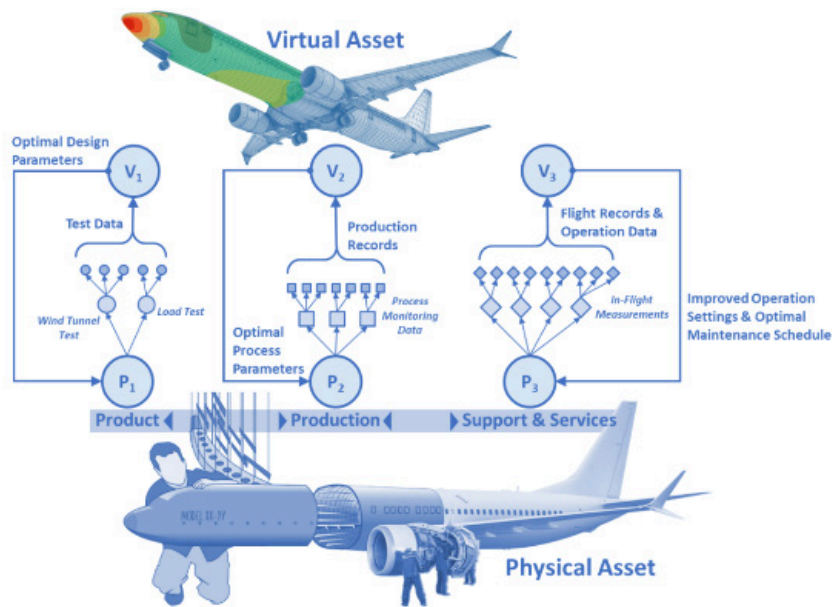 Virtual Asset
Optimal Design
Parameters
V₁
V₂
V₃
Test Data
Production
Records
Flight Records &
Operation Data
Wind Tunnel
Test
Load Test
Process
Monitoring
Data
In-Flight
Measurements
Optimal
Process
Parameters
Improved Operation
Settings & Optimal
Maintenance Schedule
P₁
P₂
P₃
Product
Production
Support & Services
Physical Asset